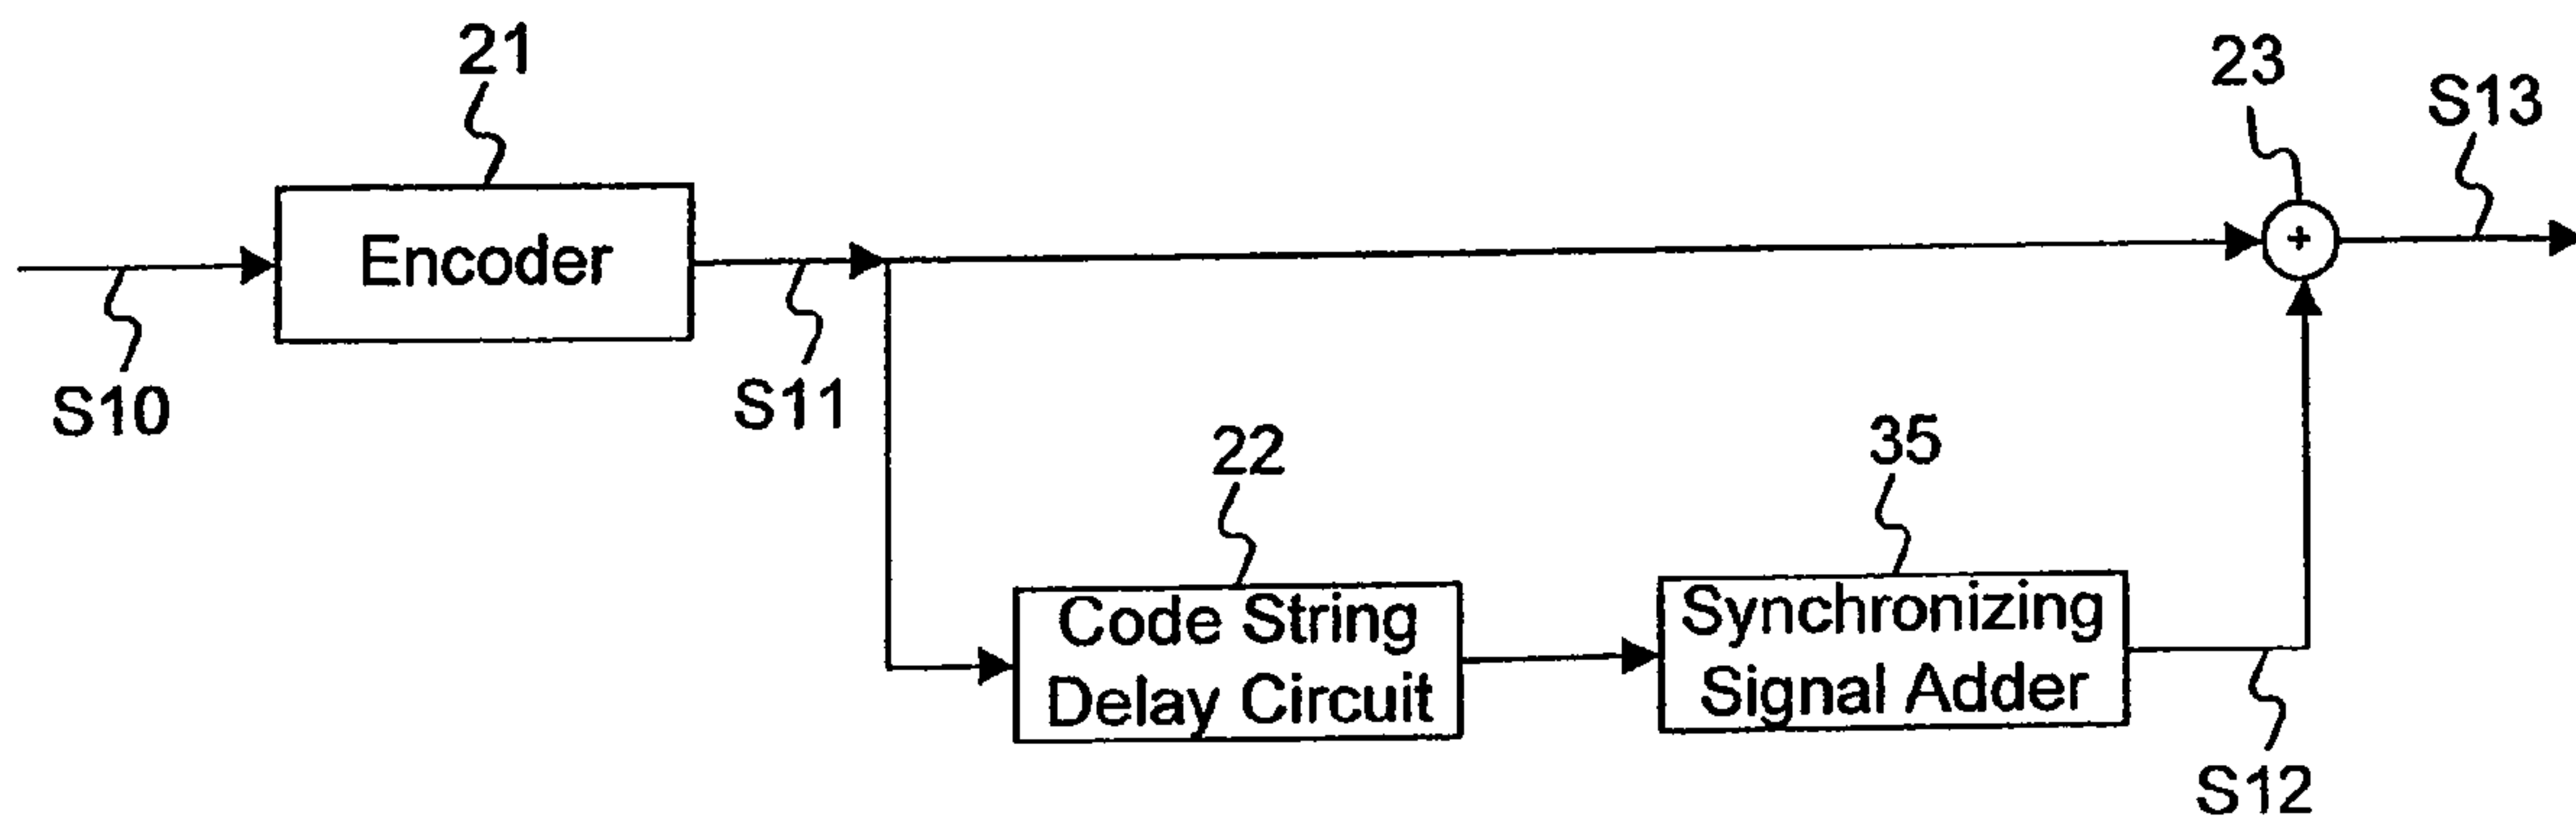 21
23
S13
Encoder
+
S10
S11
22
35
Code String
Delay Circuit
Synchronizing
Signal Adder
S12